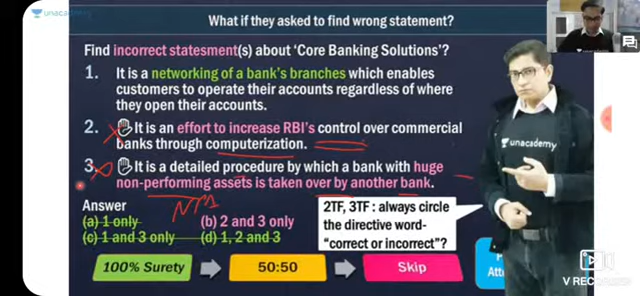 unacademy
What if they asked to find wrong statement?
Find incorrect statesment(s) about ‘Core Banking Solutions’?
1. It is a networking of a bank’s branches which enables
customers to operate their accounts regardless of where
they open their accounts.
2. It is an effort to increase RBI’s control over commercial
banks through computerization.
3. It is a detailed procedure by which a bank with huge
non-performing assets is taken over by another bank.
NPA
Answer
(a) 1 only
(b) 2 and 3 only
(c) 1 and 3 only
(d) 1, 2 and 3
unacademy
2TF, 3TF : always circle
the directive word-
“correct or incorrect”?
100% Surety
50:50
Skip
Att
V RECORDER